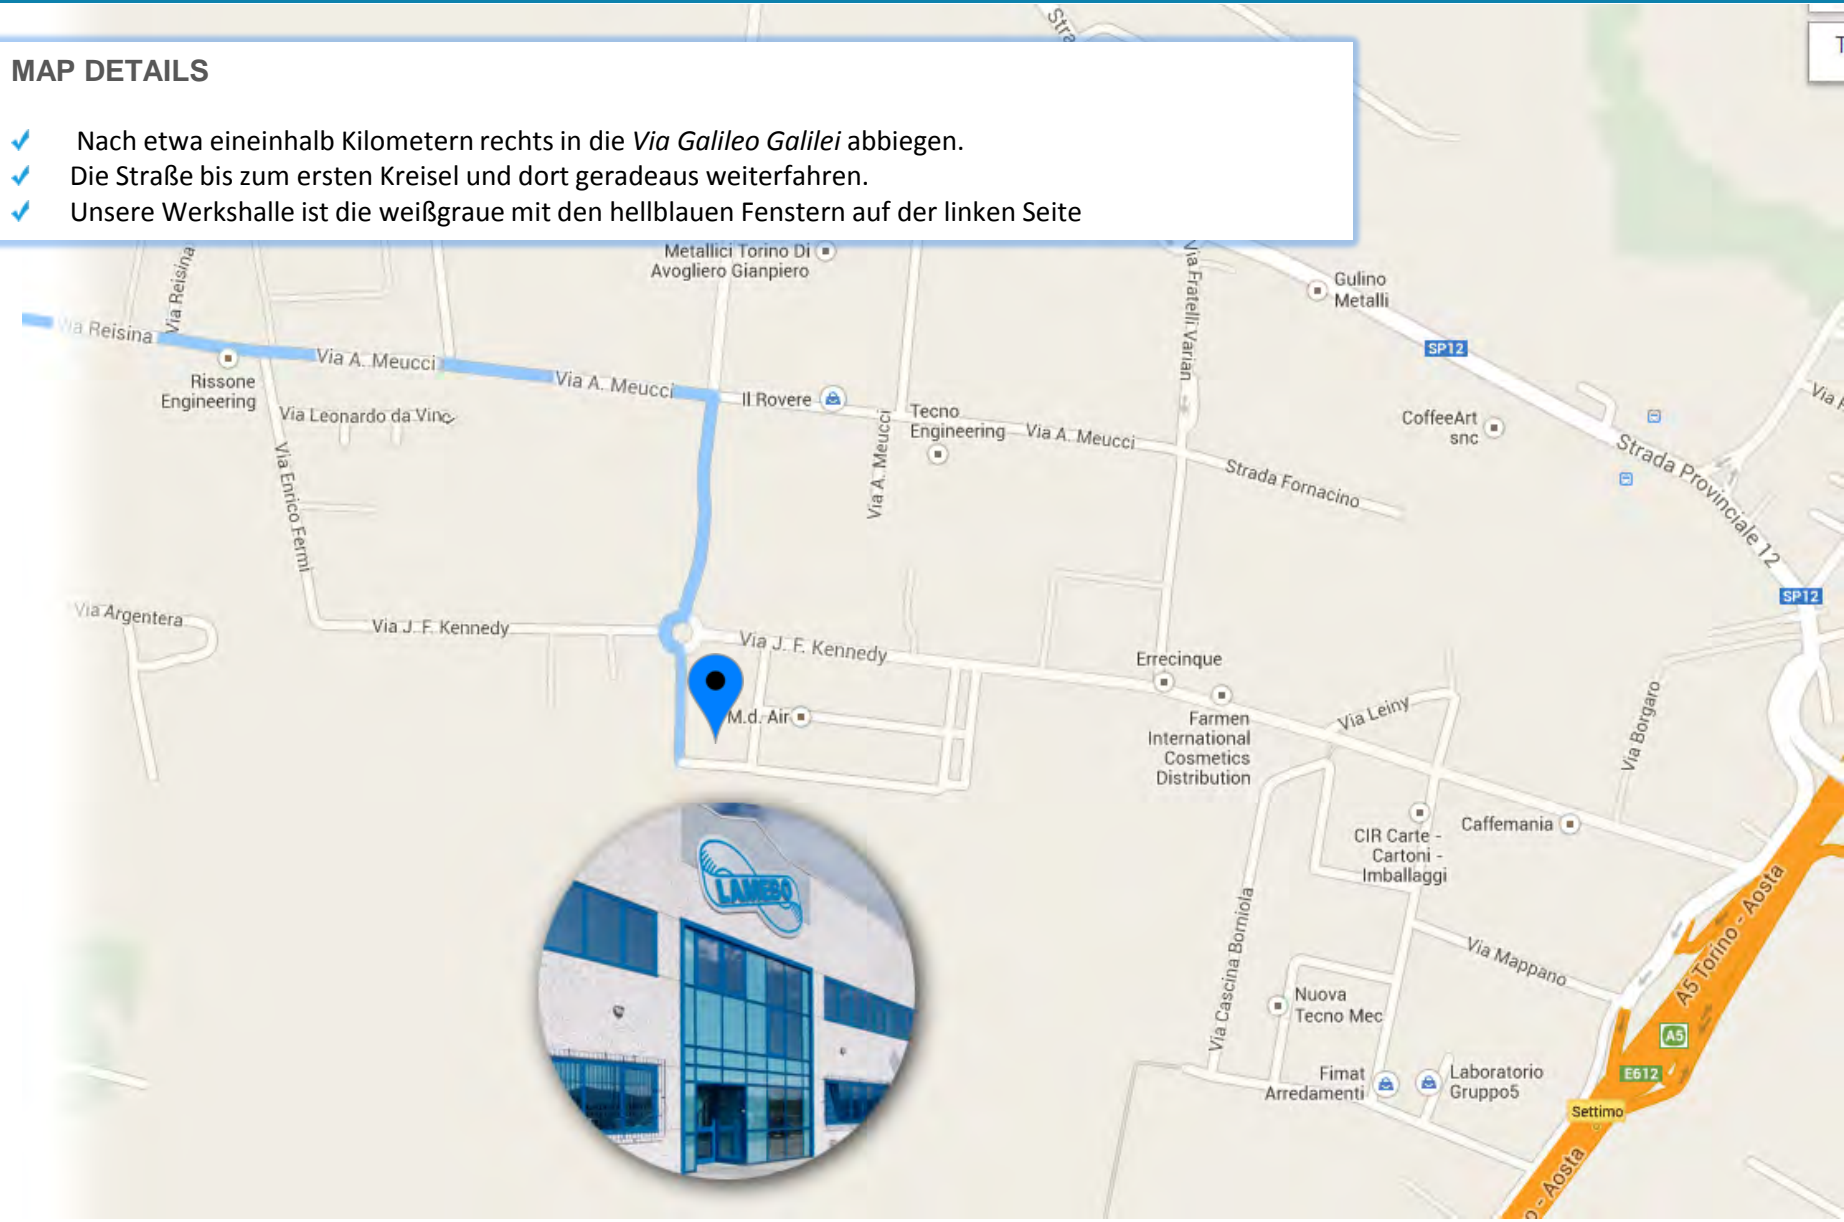 T
Stra
MAP DETAILS
Nach etwa eineinhalb Kilometern rechts in die Via Galileo Galilei abbiegen.
Die Straße bis zum ersten Kreisel und dort geradeaus weiterfahren.
Unsere Werkshalle ist die weißgraue mit den hellblauen Fenstern auf der linken Seite
Metallici Torino Di
Avogliero Gianpiero
Via Reisina
Via Fratelli Varian
Gulino
Metalli
Via Reisina
SP12
Via A. Meucci
Via A. Meucci
Rissone
Engineering
Il Rovere
Via Leonardo da Vinc
Via A. Meucci
Tecno
Engineering
Via A. Meucci
CoffeeArt
snc
Via
Strada Provinciale 12
Strada Fornacino
Via Enrico Fermi
SP12
Via Argentera
Via J. F. Kennedy
Via J. F. Kennedy
Errecinque
M.d. Air
Farmen
International
Cosmetics
Distribution
Via Leiny
Via Borgaro
CIR Carte -
Cartoni -
Imballaggi
Caffemania
LAMEBO
Via Cascina Borniola
Via Mappano
A5 Torino - Aosta
Nuova
Tecno Mec
A5
E612
Fimat
Arredamenti
Laboratorio
Gruppo5
Settimo
o - Aosta